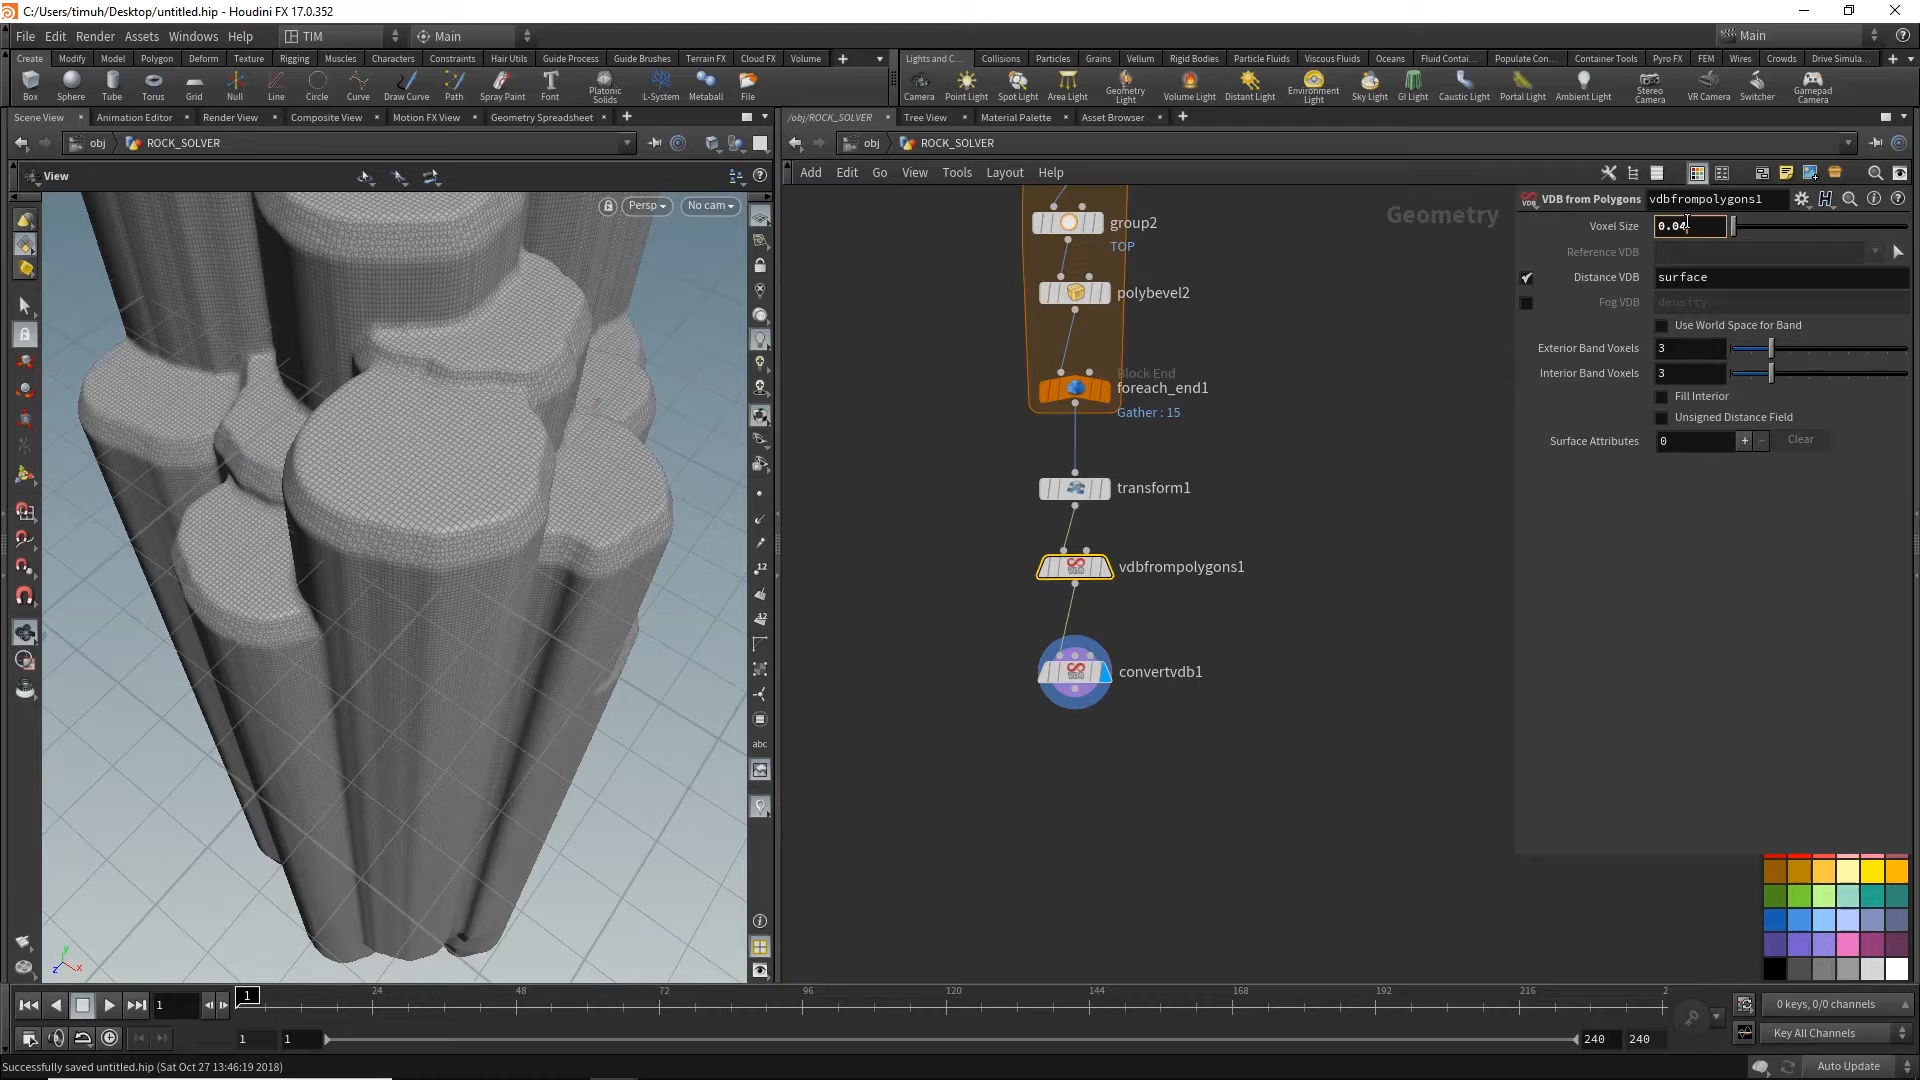 C:/Users/timuh/Desktop/untitled.hip - Houdini FX 17.0.352
File Edit Render Assets Windows Help TIM Main Main
Create Modify Model Polygon Deform Texture Rigging Muscles Characters Constraints Hair Utils Guide Process Guide Brushes Terrain FX Cloud FX Volume
Lights and C... Collisions Particles Grains Vellum Rigid Bodies Particle Fluids Viscous Fluids Oceans Fluid Contai... Populate Con... Container Tools Pyro FX FEM Wires Crowds Drive Simula...
Box Sphere Tube Torus Grid Null Line Circle Curve Draw Curve Path Spray Paint Font Platonic Solids L-System Metaball File
Camera Point Light Spot Light Area Light Geometry Light Volume Light Distant Light Environment Light Sky Light GI Light Caustic Light Portal Light Ambient Light Stereo Camera VR Camera Switcher Gamepad Camera
Scene View Animation Editor Render View Composite View Motion FX View Geometry Spreadsheet
/obj/ROCK_SOLVER Tree View Material Palette Asset Browser
obj ROCK_SOLVER
obj ROCK_SOLVER
View
Add Edit Go View Tools Layout Help
Persp No cam
Geometry
group2
TOP
polybevel2
Block End
foreach_end1
Gather : 15
transform1
vdbfrompolygons1
convertvdb1
VDB from Polygons vdbfrompolygons1
Voxel Size 0.04
Reference VDB
Distance VDB surface
Fog VDB density
Use World Space for Band
Exterior Band Voxels 3
Interior Band Voxels 3
Fill Interior
Unsigned Distance Field
Surface Attributes 0 + − Clear
12
12
abc
y
z x
1 1 24 48 72 96 120 144 168 192 216 2
0 keys, 0/0 channels
1 1 240 240 Key All Channels
Successfully saved untitled.hip (Sat Oct 27 13:46:19 2018)
Auto Update